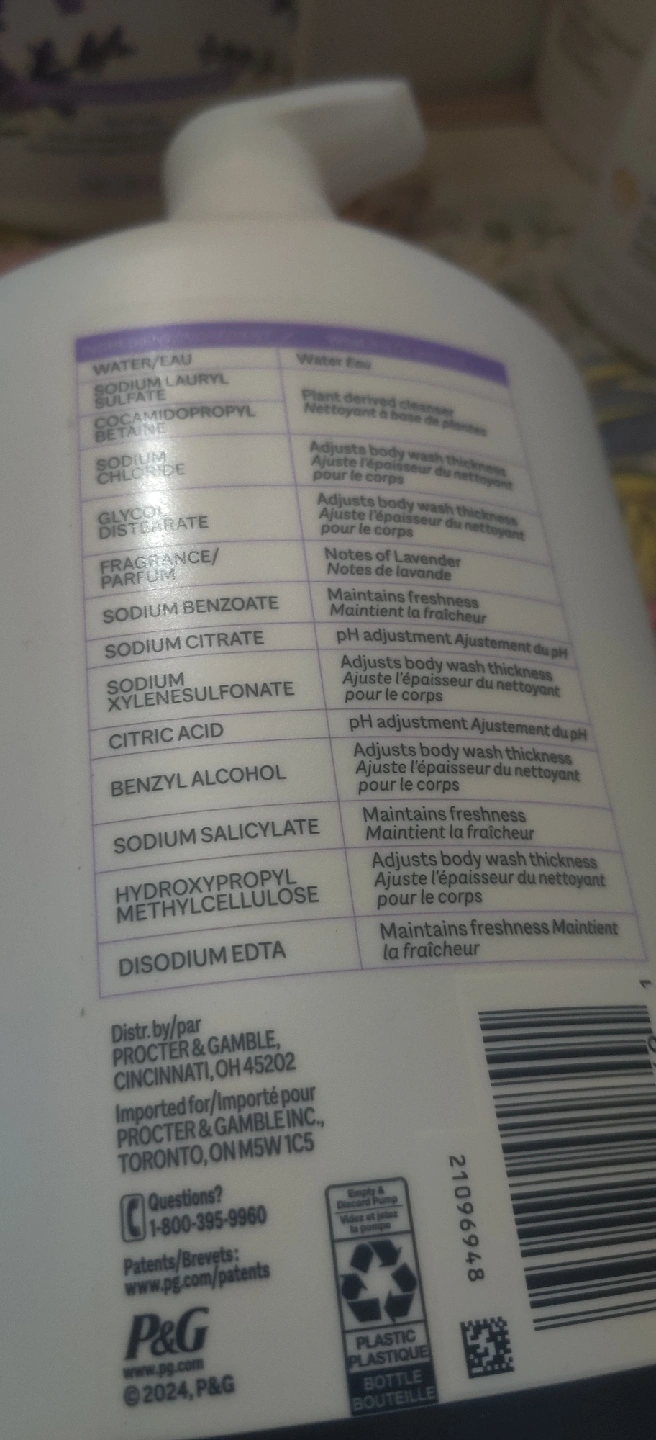 WATER/EAU
Water Eau
SODIUM LAURYL
SULFATE
COCAMIDOPROPYL
BETAINE
Plant derived cleanser
Nettoyant à base de plantes
SODIUM
CHLORIDE
Adjusts body wash thickness
Ajuste l'épaisseur du nettoyant
pour le corps
GLYCOL
DISTEARATE
Adjusts body wash thickness
Ajuste l'épaisseur du nettoyant
pour le corps
FRAGRANCE/
PARFUM
Notes of Lavender
Notes de lavande
SODIUM BENZOATE
Maintains freshness
Maintient la fraîcheur
SODIUM CITRATE
pH adjustment Ajustement du pH
SODIUM
XYLENESULFONATE
Adjusts body wash thickness
Ajuste l'épaisseur du nettoyant
pour le corps
CITRIC ACID
pH adjustment Ajustement du pH
BENZYL ALCOHOL
Adjusts body wash thickness
Ajuste l'épaisseur du nettoyant
pour le corps
SODIUM SALICYLATE
Maintains freshness
Maintient la fraîcheur
HYDROXYPROPYL
METHYLCELLULOSE
Adjusts body wash thickness
Ajuste l'épaisseur du nettoyant
pour le corps
DISODIUM EDTA
Maintains freshness Maintient
la fraîcheur
Distr. by/par
PROCTER & GAMBLE,
CINCINNATI, OH 45202
Imported for/Importé pour
PROCTER & GAMBLE INC.,
TORONTO, ON M5W 1C5
Questions?
1-800-395-9960
Patents/Brevets:
www.pg.com/patents
P&G
www.pg.com
© 2024, P&G
Empty &
Discard Pump
Videz et jetez
la pompe
PLASTIC
PLASTIQUE
BOTTLE
BOUTEILLE
21096948